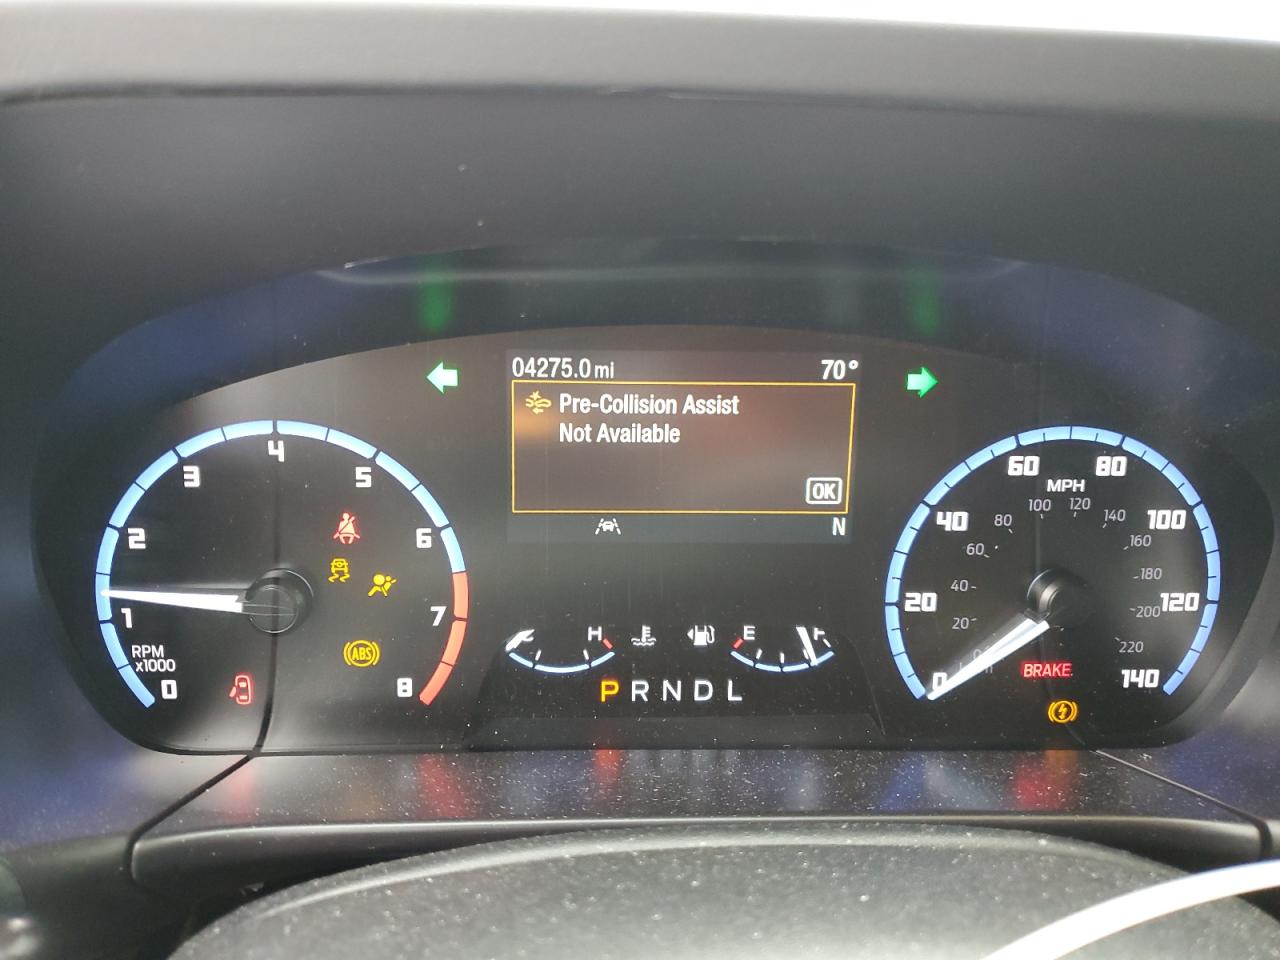 04275.0 mi 70°
Pre-Collision Assist
Not Available
OK
N
0 1 2 3 4 5 6 7 8
RPM
x1000
ABS
H E F
P R N D L
0 20 40 60 80 100 120 140
MPH
20 40 60 80 100 120 140 160 180 200 220
BRAKE